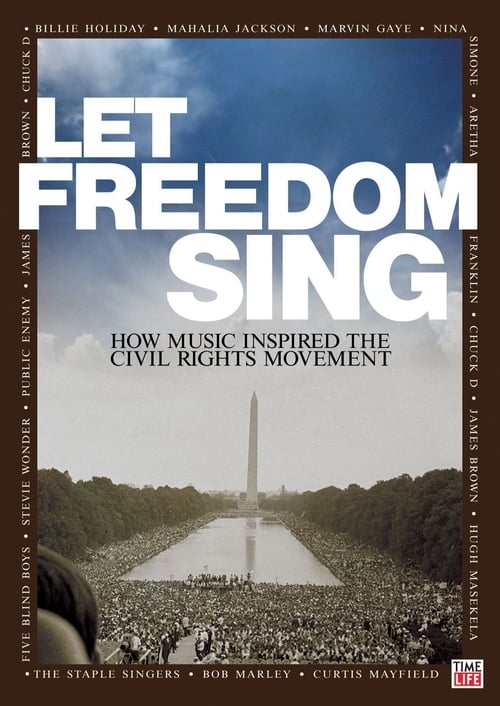 • BILLIE HOLIDAY • MAHALIA JACKSON • MARVIN GAYE • NINA
SIMONE • ARETHA
FRANKLIN • CHUCK D • JAMES BROWN • HUGH MASEKELA
LET
FREEDOM
SING
HOW MUSIC INSPIRED THE
CIVIL RIGHTS MOVEMENT
FIVE BLIND BOYS • STEVIE WONDER • PUBLIC ENEMY • JAMES
BROWN • CHUCK D
• THE STAPLE SINGERS • BOB MARLEY • CURTIS MAYFIELD
TIME
LIFE